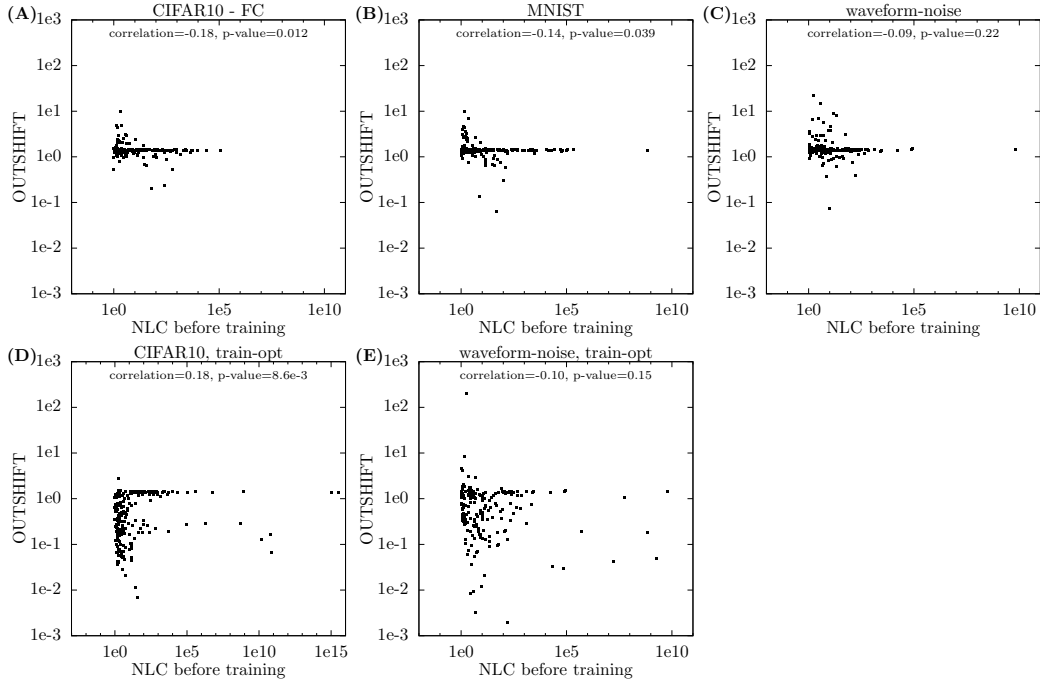 (A) CIFAR10 - FC
correlation=-0.18, p-value=0.012
1e3
1e2
1e1
1e0
1e-1
1e-2
1e-3
OUTSHIFT
1e0 1e5 1e10
NLC before training
(B) MNIST
correlation=-0.14, p-value=0.039
1e3
1e2
1e1
1e0
1e-1
1e-2
1e-3
OUTSHIFT
1e0 1e5 1e10
NLC before training
(C) waveform-noise
correlation=-0.09, p-value=0.22
1e3
1e2
1e1
1e0
1e-1
1e-2
1e-3
OUTSHIFT
1e0 1e5 1e10
NLC before training
(D) CIFAR10, train-opt
correlation=0.18, p-value=8.6e-3
1e3
1e2
1e1
1e0
1e-1
1e-2
1e-3
OUTSHIFT
1e0 1e5 1e10 1e15
NLC before training
(E) waveform-noise, train-opt
correlation=-0.10, p-value=0.15
1e3
1e2
1e1
1e0
1e-1
1e-2
1e-3
OUTSHIFT
1e0 1e5 1e10
NLC before training